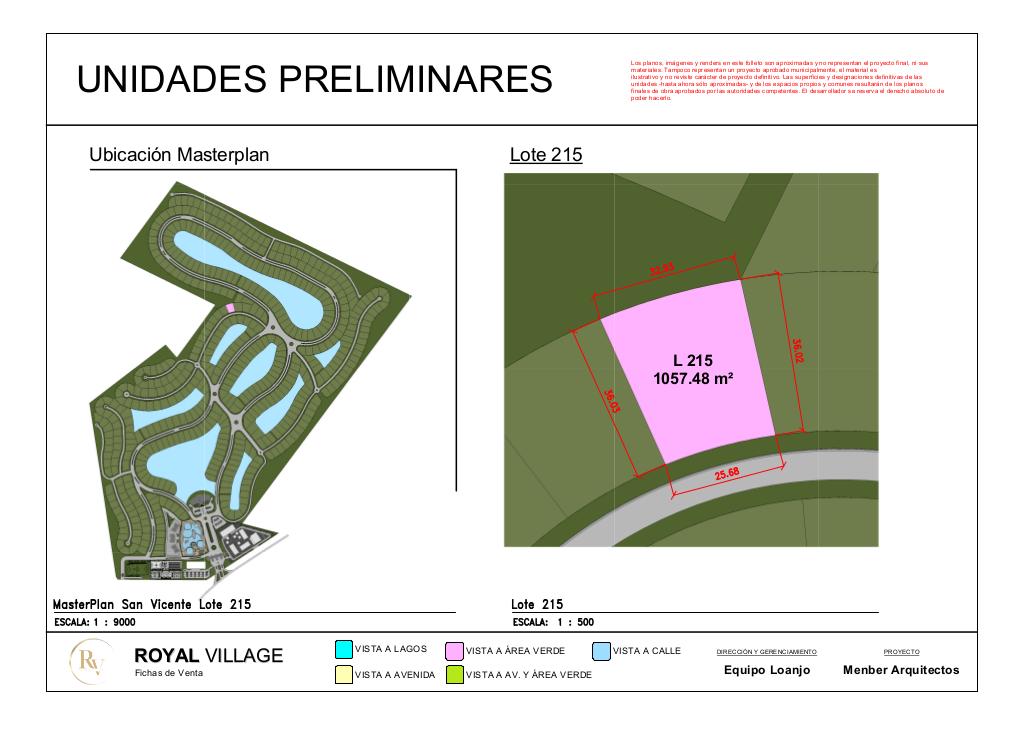 UNIDADES PRELIMINARES
Los planos, imágenes y renders en este folleto son aproximadas y no representan el proyecto final, ni sus
materiales. Tampoco representan un proyecto aprobado municipalmente, el material es
ilustrativo y no reviste carácter de proyecto definitivo. Las superficies y designaciones definitivas de las
unidades -hasta ahora sólo aproximadas- y de los espacios propios y comunes resultarán de los planos
finales de obra aprobados por las autoridades competentes. El desarrollador se reserva el derecho absoluto de
poder hacerlo.
Ubicación Masterplan
Lote 215
32.93
L 215
1057.48 m²
36.02
36.03
25.68
MasterPlan San Vicente Lote 215
ESCALA: 1 : 9000
Lote 215
ESCALA: 1 : 500
RV
ROYAL VILLAGE
Fichas de Venta
VISTA A LAGOS
VISTA A ÁREA VERDE
VISTA A CALLE
VISTA A AVENIDA
VISTA A AV. Y ÁREA VERDE
DIRECCIÓN Y GERENCIAMIENTO
Equipo Loanjo
PROYECTO
Menber Arquitectos